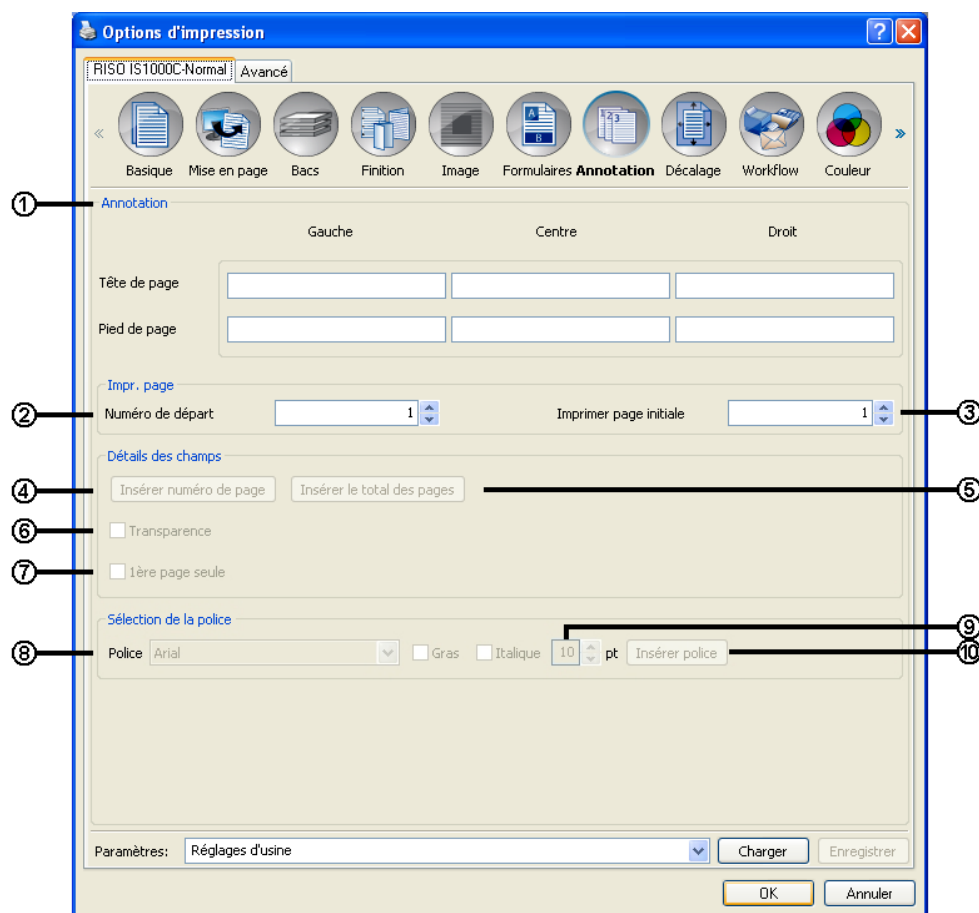 Options d'impression
RISO IS1000C-Normal Avancé
« »
1 2 3
A
B
Basique Mise en page Bacs Finition Image Formulaires Annotation Décalage Workflow Couleur
① Annotation
Gauche Centre Droit
Tête de page
Pied de page
Impr. page
② Numéro de départ 1 Imprimer page initiale 1 ③
Détails des champs
④ Insérer numéro de page Insérer le total des pages ⑤
⑥ Transparence
⑦ 1ère page seule
Sélection de la police ⑨
⑧ Police Arial Gras Italique 10 pt Insérer police ⑩
Paramètres: Réglages d'usine Charger Enregistrer
OK Annuler